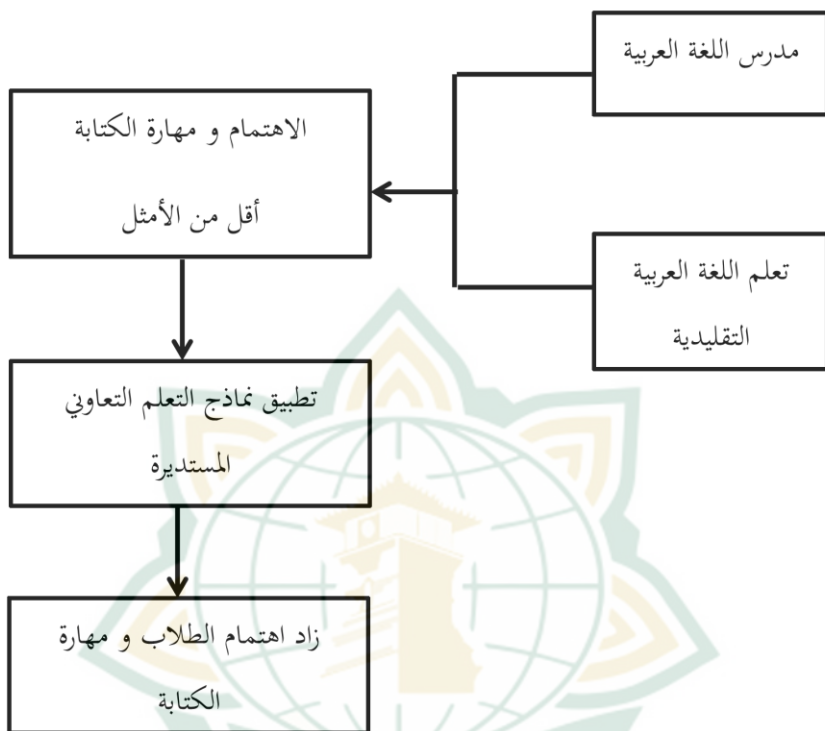 مدرس اللغة العربية
الاهتمام و مهارة الكتابة
أقل من الأمثل
تعلم اللغة العربية
التقليدية
تطبيق نماذج التعلم التعاوني
المستديرة
زاد اهتمام الطلاب و مهارة
الكتابة